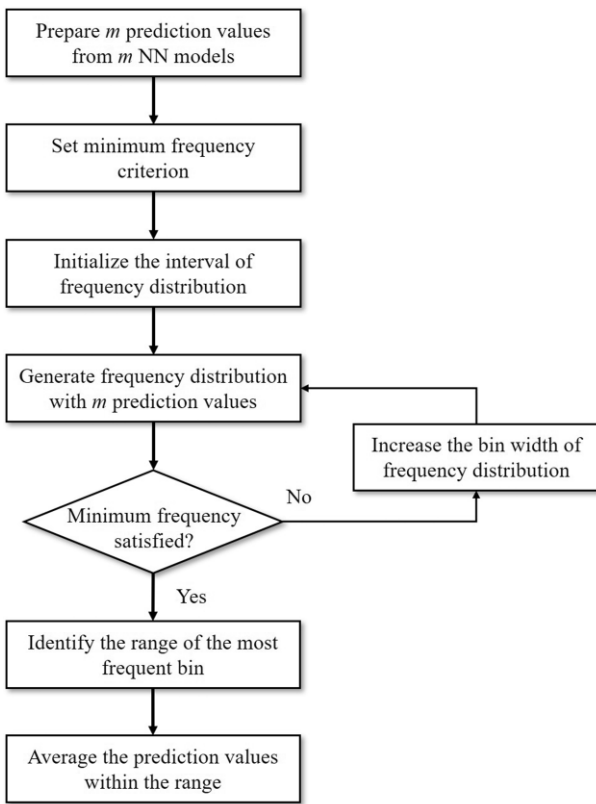 Prepare m prediction values
from m NN models
Set minimum frequency
criterion
Initialize the interval of
frequency distribution
Generate frequency distribution
with m prediction values
Increase the bin width of
frequency distribution
No
Minimum frequency
satisfied?
Yes
Identify the range of the most
frequent bin
Average the prediction values
within the range